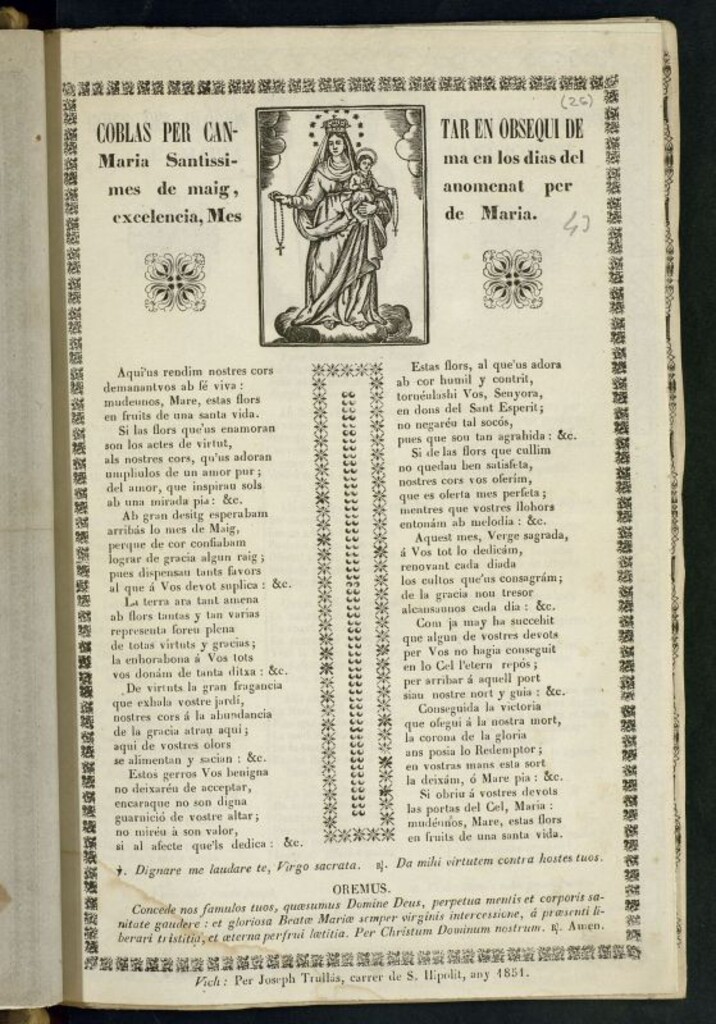 (26)
COBLAS PER CAN-
TAR EN OBSEQUI DE
Maria Santissi-
ma en los dias del
mes de maig,
anomenat per
excelencia, Mes
de Maria.
Aqui'us rendim nostres cors
demanantvos ab fé viva :
mudeunos, Mare, estas flors
en fruits de una santa vida.
Si las flors que'us enamoran
son los actes de virtut,
als nostres cors, qu'us adoran
umpliulos de un amor pur ;
del amor, que inspirau sols
ab una mirada pia : &c.
Ab gran desitg esperabam
arribás lo mes de Maig,
perque de cor confiabam
lograr de gracia algun raig ;
pues dispensau tants favors
al que á Vos devot suplica : &c.
La terra ara tant amena
ab flors tantas y tan varias
representa foreu plena
de totas virtuts y gracias ;
la enhorabona á Vos tots
vos donám de tanta ditxa : &c.
De virtuts la gran fragancia
que exhala vostre jardí,
nostres cors á la abundancia
de la gracia atrau aqui ;
aqui de vostres olors
se alimentan y sacian : &c.
Estos gerros Vos benigna
no deixaréu de acceptar,
encaraque no son digna
guarnició de vostre altar ;
no miréu à son valor,
si al afecte que'ls dedica : &c.
Estas flors, al que'us adora
ab cor humil y contrit,
tornéulashi Vos, Senyora,
en dons del Sant Esperit ;
no negaréu tal socós,
pues que sou tan agrahida : &c.
Si de las flors que cullim
no quedau ben satisfeta,
nostres cors vos oferim,
que es oferta mes perfeta ;
mentres que vostres llohors
entonám ab melodia : &c.
Aquest mes, Verge sagrada,
á Vos tot lo dedicám,
renovant cada diada
los cultos que'us consagrám ;
de la gracia nou tresor
alcansaunos cada dia : &c.
Com ja may ha succehit
que algun de vostres devots
per Vos no hagia conseguit
en lo Cel l'etern repós ;
per arribar á aquell port
siau nostre nort y guia : &c.
Conseguida la victoria
que ofegui á la nostra mort,
la corona de la gloria
ans posia lo Redemptor ;
en vostras mans esta sort
la deixám, ó Mare pia : &c.
Si obriu á vostres devots
las portas del Cel, Maria :
mudéunos, Mare, estas flors
en fruits de una santa vida.
℣. Dignare me laudare te, Virgo sacrata. ℟. Da mihi virtutem contrá hostes tuos.
OREMUS.
Concede nos famulos tuos, quæsumus Domine Deus, perpetua mentis et corporis sa-
nitate gaudere : et gloriosa Beatæ Mariæ semper virginis intercessione, á præsenti li-
berari tristitia, et æterna perfrui lætitia. Per Christum Dominum nostrum. ℟. Amen.
Vich : Per Joseph Trullás, carrer de S. Hipolit, any 1851.